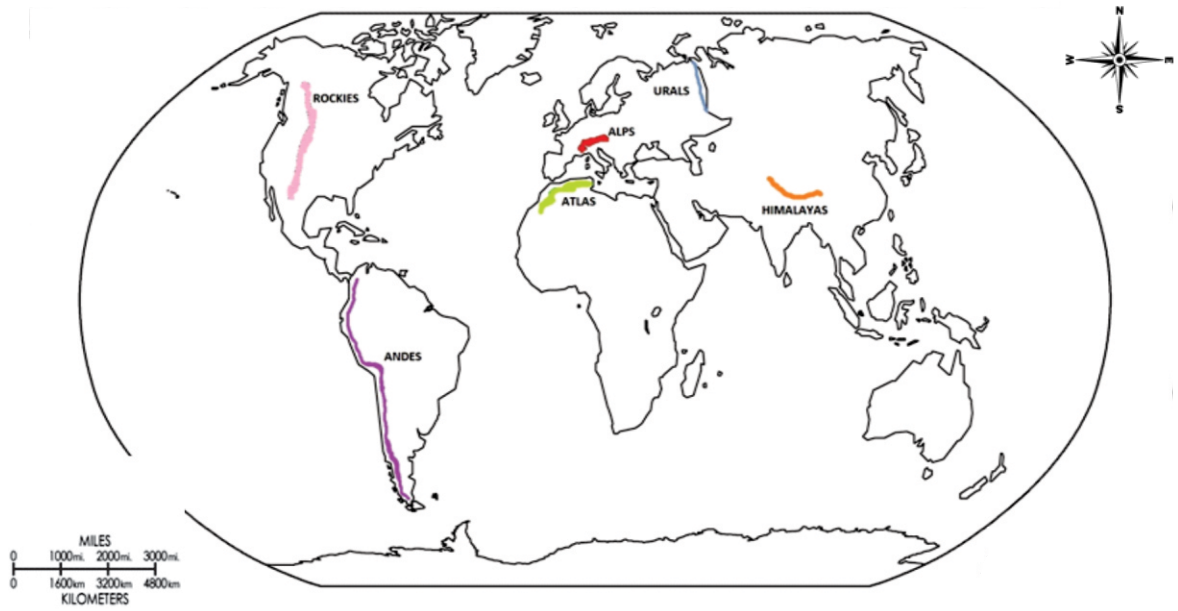 N
W
E
S
ROCKIES
URALS
ALPS
ATLAS
HIMALAYAS
ANDES
MILES
0 1000mi. 2000mi. 3000mi.
0 1600km 3200km 4800km
KILOMETERS